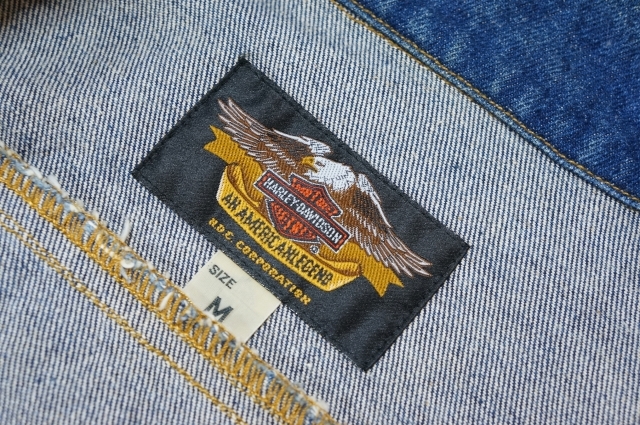 HARLEY-DAVIDSON
AN AMERICAN LEGEND
H.D.E. CORPORATION
SIZE
M